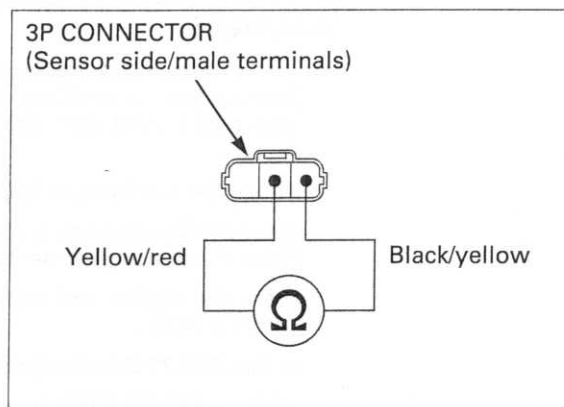 3P CONNECTOR
(Sensor side/male terminals)
Yellow/red
Black/yellow
Ω